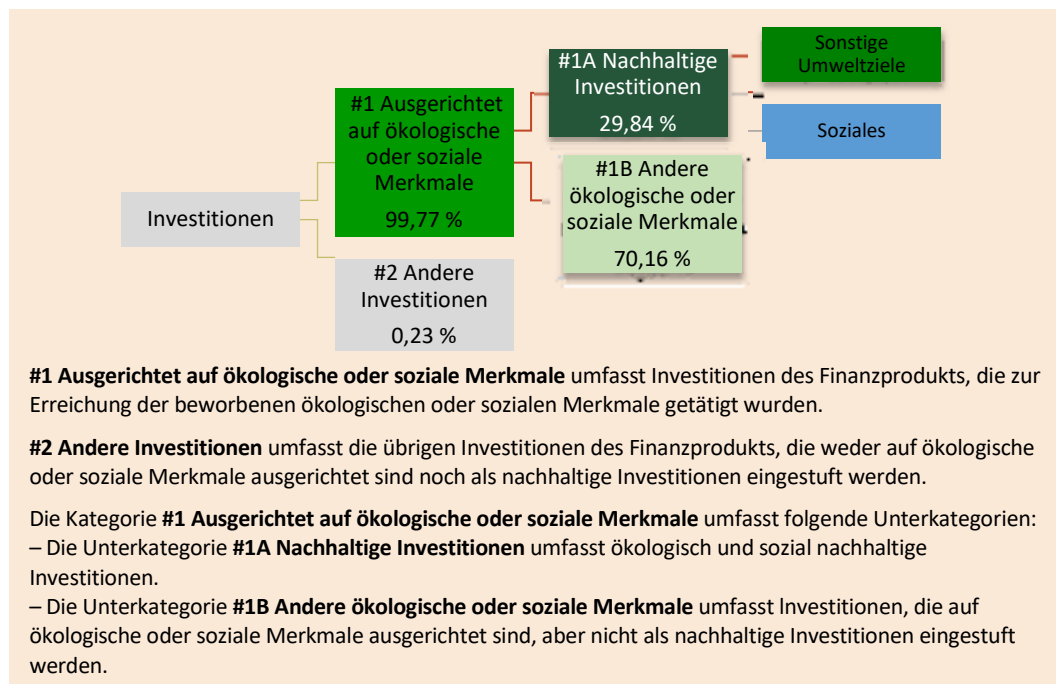 Investitionen
#1 Ausgerichtet
auf ökologische
oder soziale
Merkmale
99,77 %
#2 Andere
Investitionen
0,23 %
#1A Nachhaltige
Investitionen
29,84 %
#1B Andere
ökologische oder
soziale Merkmale
70,16 %
Sonstige
Umweltziele
Soziales
#1 Ausgerichtet auf ökologische oder soziale Merkmale umfasst Investitionen des Finanzprodukts, die zur
Erreichung der beworbenen ökologischen oder sozialen Merkmale getätigt wurden.
#2 Andere Investitionen umfasst die übrigen Investitionen des Finanzprodukts, die weder auf ökologische
oder soziale Merkmale ausgerichtet sind noch als nachhaltige Investitionen eingestuft werden.
Die Kategorie #1 Ausgerichtet auf ökologische oder soziale Merkmale umfasst folgende Unterkategorien:
– Die Unterkategorie #1A Nachhaltige Investitionen umfasst ökologisch und sozial nachhaltige
Investitionen.
– Die Unterkategorie #1B Andere ökologische oder soziale Merkmale umfasst Investitionen, die auf
ökologische oder soziale Merkmale ausgerichtet sind, aber nicht als nachhaltige Investitionen eingestuft
werden.